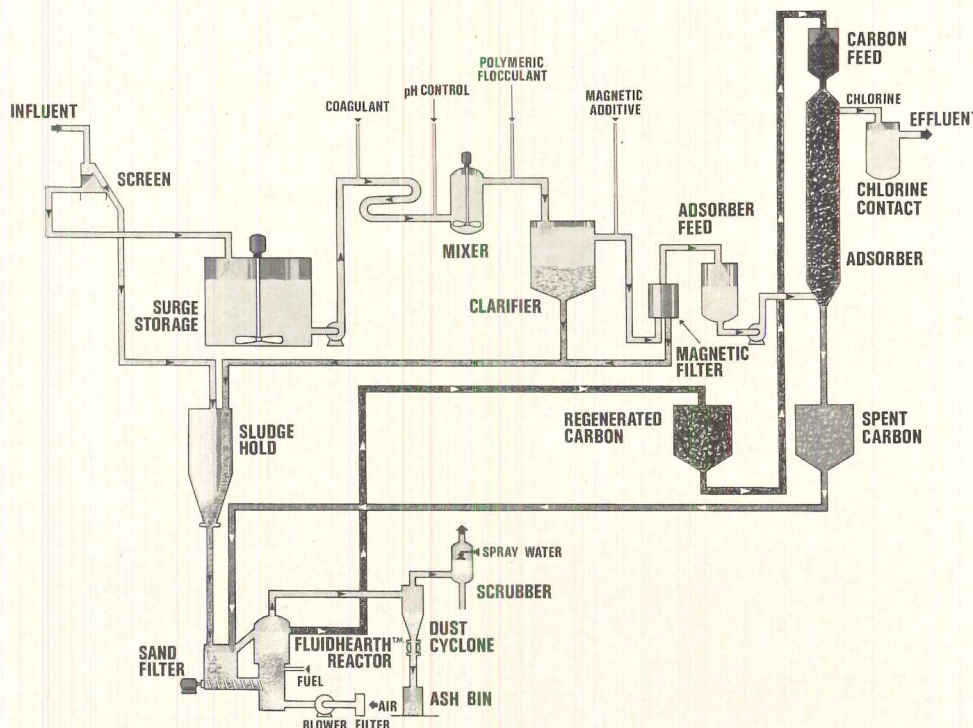 INFLUENT
SCREEN
SURGE
STORAGE
COAGULANT
pH CONTROL
POLYMERIC
FLOCCULANT
MIXER
MAGNETIC
ADDITIVE
CLARIFIER
ADSORBER
FEED
MAGNETIC
FILTER
CARBON
FEED
CHLORINE
EFFLUENT
CHLORINE
CONTACT
ADSORBER
SLUDGE
HOLD
REGENERATED
CARBON
SPENT
CARBON
SPRAY WATER
SCRUBBER
DUST
CYCLONE
FLUIDHEARTH™
REACTOR
SAND
FILTER
FUEL
AIR
ASH BIN
BLOWER FILTER